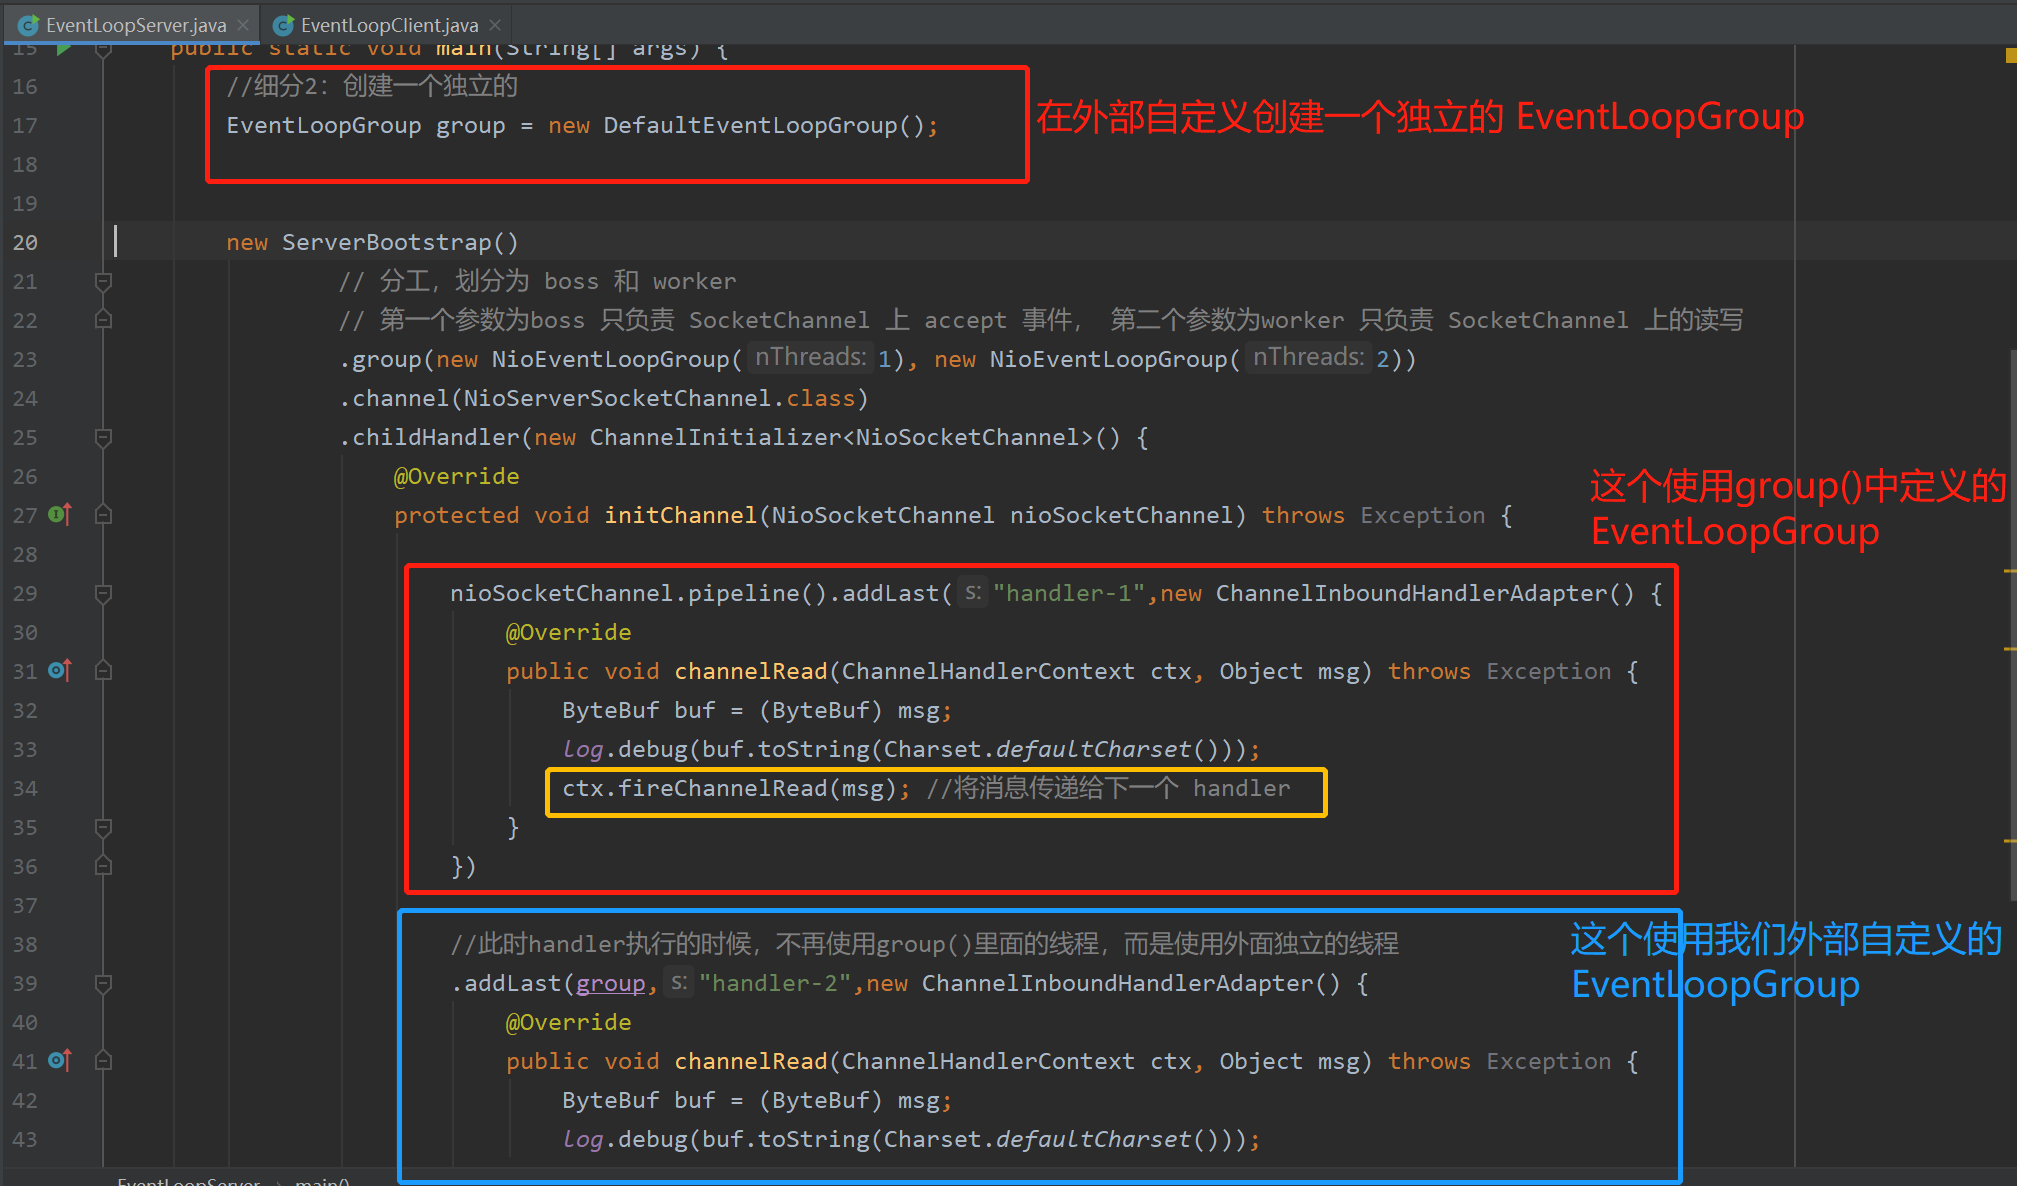 EventLoopServer.java
EventLoopClient.java
15 public static void main(String[] args) {
16 //细分2：创建一个独立的
17 EventLoopGroup group = new DefaultEventLoopGroup();
在外部自定义创建一个独立的 EventLoopGroup
18
19
20 new ServerBootstrap()
21 // 分工，划分为 boss 和 worker
22 // 第一个参数为boss 只负责 SocketChannel 上 accept 事件， 第二个参数为worker 只负责 SocketChannel 上的读写
23 .group(new NioEventLoopGroup( nThreads: 1), new NioEventLoopGroup( nThreads: 2))
24 .channel(NioServerSocketChannel.class)
25 .childHandler(new ChannelInitializer<NioSocketChannel>() {
26 @Override
这个使用group()中定义的
EventLoopGroup
27 protected void initChannel(NioSocketChannel nioSocketChannel) throws Exception {
28
29 nioSocketChannel.pipeline().addLast( s: "handler-1",new ChannelInboundHandlerAdapter() {
30 @Override
31 public void channelRead(ChannelHandlerContext ctx, Object msg) throws Exception {
32 ByteBuf buf = (ByteBuf) msg;
33 log.debug(buf.toString(Charset.defaultCharset()));
34 ctx.fireChannelRead(msg); //将消息传递给下一个 handler
35 }
36 })
37
38 //此时handler执行的时候，不再使用group()里面的线程，而是使用外面独立的线程
这个使用我们外部自定义的
EventLoopGroup
39 .addLast(group, s: "handler-2",new ChannelInboundHandlerAdapter() {
40 @Override
41 public void channelRead(ChannelHandlerContext ctx, Object msg) throws Exception {
42 ByteBuf buf = (ByteBuf) msg;
43 log.debug(buf.toString(Charset.defaultCharset()));
EventLoopServer › main()